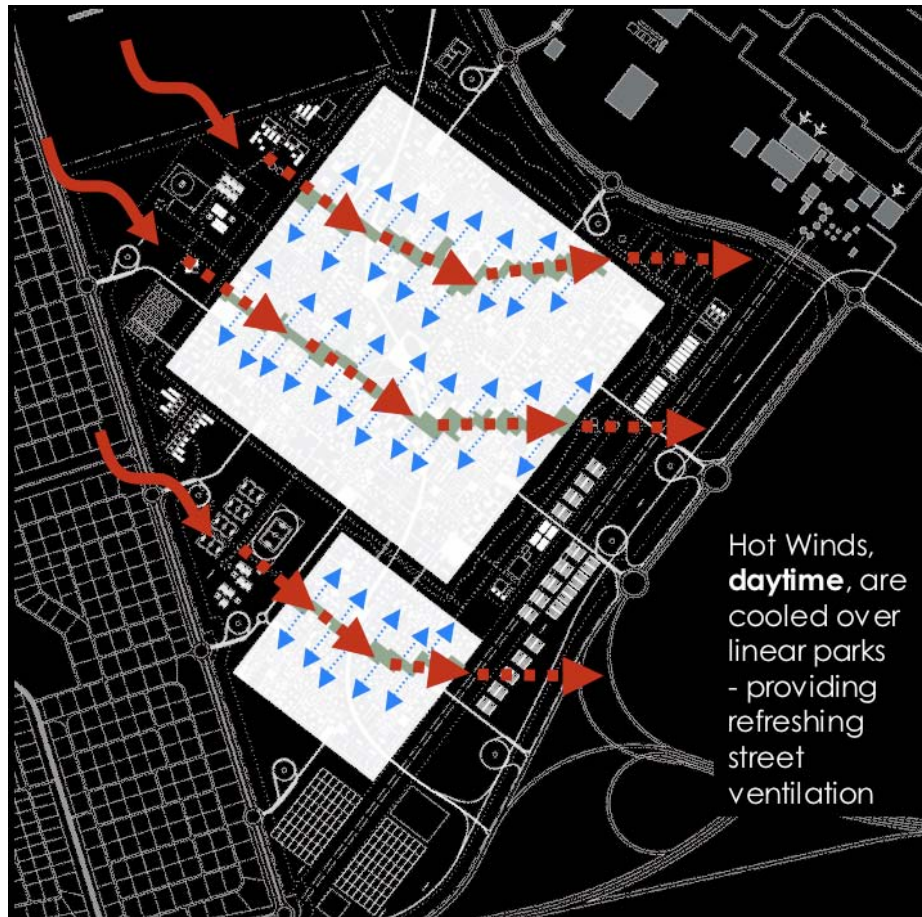 Hot Winds,
daytime, are
cooled over
linear parks
- providing
refreshing
street
ventilation